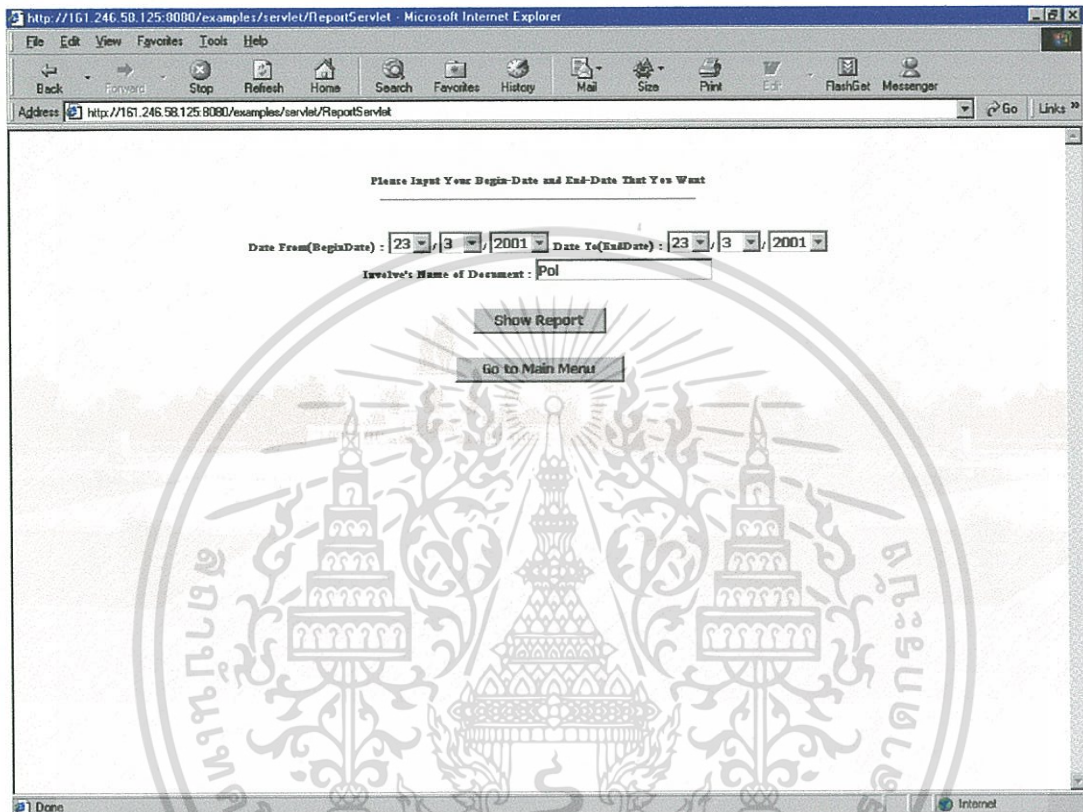 http://161.246.58.125:8080/examples/servlet/ReportServlet - Microsoft Internet Explorer
File Edit View Favorites Tools Help
Back Forward Stop Refresh Home Search Favorites History Mail Size Print Edit FlashGet Messenger
Address http://161.246.58.125:8080/examples/servlet/ReportServlet Go Links »
Please Input Your Begin-Date and End-Date That You Want
Date From(BeginDate) : 23 / 3 / 2001 Date To(EndDate) : 23 / 3 / 2001
Involve's Name of Document : Pol
Show Report
Go to Main Menu
Done Internet